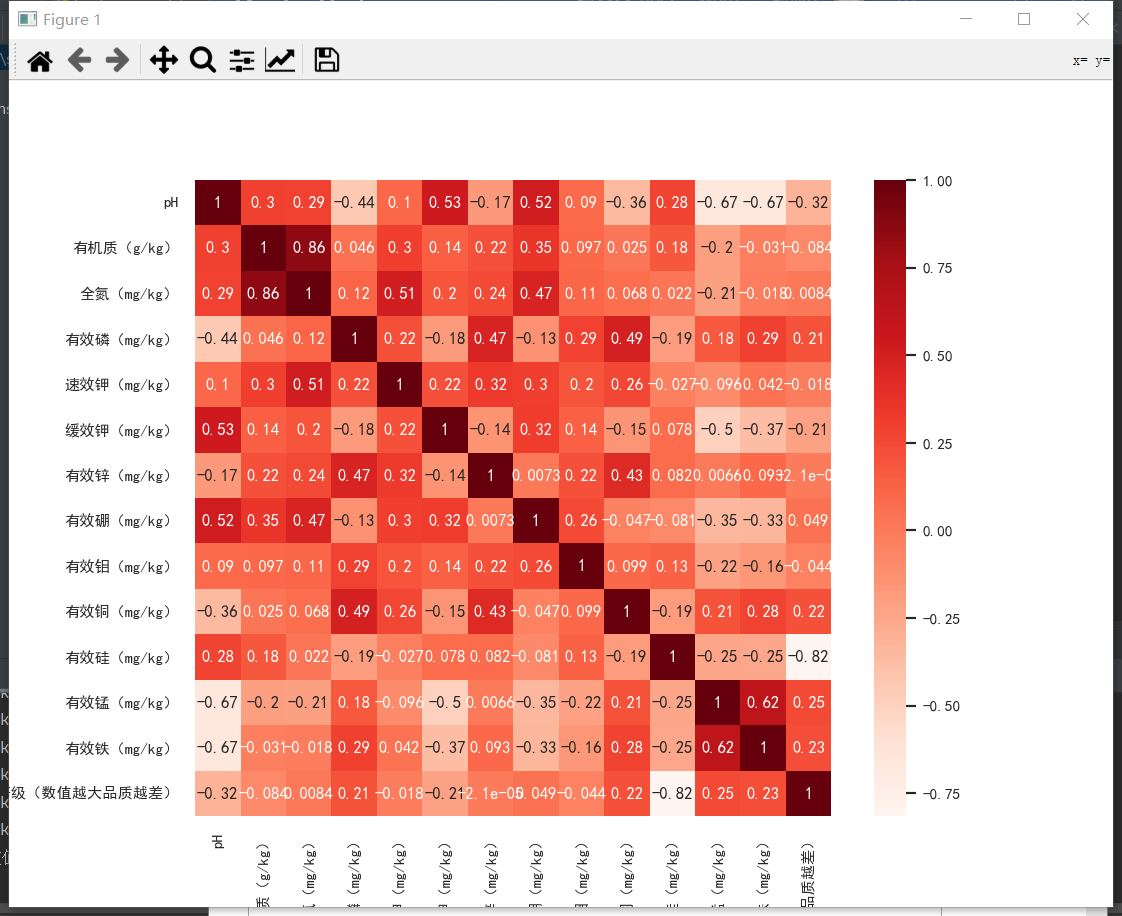 Figure 1
x= y=
pH 1 0.3 0.29 −0.44 0.1 0.53 −0.17 0.52 0.09 −0.36 0.28 −0.67 −0.67 −0.32
有机质（g/kg） 0.3 1 0.86 0.046 0.3 0.14 0.22 0.35 0.097 0.025 0.18 −0.2 −0.031 −0.084
全氮（mg/kg） 0.29 0.86 1 0.12 0.51 0.2 0.24 0.47 0.11 0.068 0.022 −0.21 −0.018 0.0084
有效磷（mg/kg） −0.44 0.046 0.12 1 0.22 −0.18 0.47 −0.13 0.29 0.49 −0.19 0.18 0.29 0.21
速效钾（mg/kg） 0.1 0.3 0.51 0.22 1 0.22 0.32 0.3 0.2 0.26 −0.027 −0.096 0.042 −0.018
缓效钾（mg/kg） 0.53 0.14 0.2 −0.18 0.22 1 −0.14 0.32 0.14 −0.15 0.078 −0.5 −0.37 −0.21
有效锌（mg/kg） −0.17 0.22 0.24 0.47 0.32 −0.14 1 0.0073 0.22 0.43 0.082 0.0066 0.093 −2.1e−0
有效硼（mg/kg） 0.52 0.35 0.47 −0.13 0.3 0.32 0.0073 1 0.26 −0.047 −0.081 −0.35 −0.33 0.049
有效钼（mg/kg） 0.09 0.097 0.11 0.29 0.2 0.14 0.22 0.26 1 0.099 0.13 −0.22 −0.16 −0.044
有效铜（mg/kg） −0.36 0.025 0.068 0.49 0.26 −0.15 0.43 −0.047 0.099 1 −0.19 0.21 0.28 0.22
有效硅（mg/kg） 0.28 0.18 0.022 −0.19 −0.027 0.078 0.082 −0.081 0.13 −0.19 1 −0.25 −0.25 −0.82
有效锰（mg/kg） −0.67 −0.2 −0.21 0.18 −0.096 −0.5 0.0066 −0.35 −0.22 0.21 −0.25 1 0.62 0.25
有效铁（mg/kg） −0.67 −0.031 −0.018 0.29 0.042 −0.37 0.093 −0.33 −0.16 0.28 −0.25 0.62 1 0.23
级（数值越大品质越差） −0.32 −0.084 0.0084 0.21 −0.018 −0.21 −2.1e−05 0.049 −0.044 0.22 −0.82 0.25 0.23 1
pH
质（g/kg）
（mg/kg）
（mg/kg）
（mg/kg）
（mg/kg）
（mg/kg）
（mg/kg）
（mg/kg）
（mg/kg）
（mg/kg）
（mg/kg）
（mg/kg）
品质越差）
1.00
0.75
0.50
0.25
0.00
−0.25
−0.50
−0.75